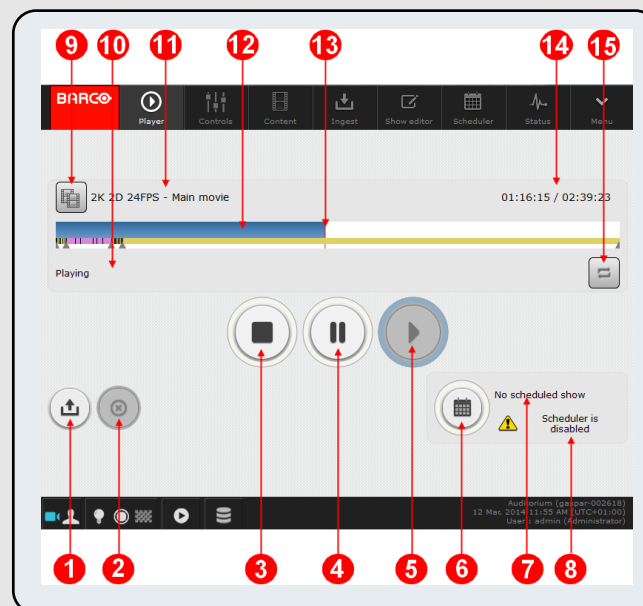 9 10 11 12 13 14 15
BARCO
Player Controls Content Ingest Show editor Scheduler Status Menu
2K 2D 24FPS - Main movie 01:16:15 / 02:39:23
Playing
No scheduled show
Scheduler is
disabled
Auditorium (gaspar-002618)
12 Mac 2014 11:55 AM (UTC+01:00)
User: admin (Administrator)
1 2 3 4 5 6 7 8